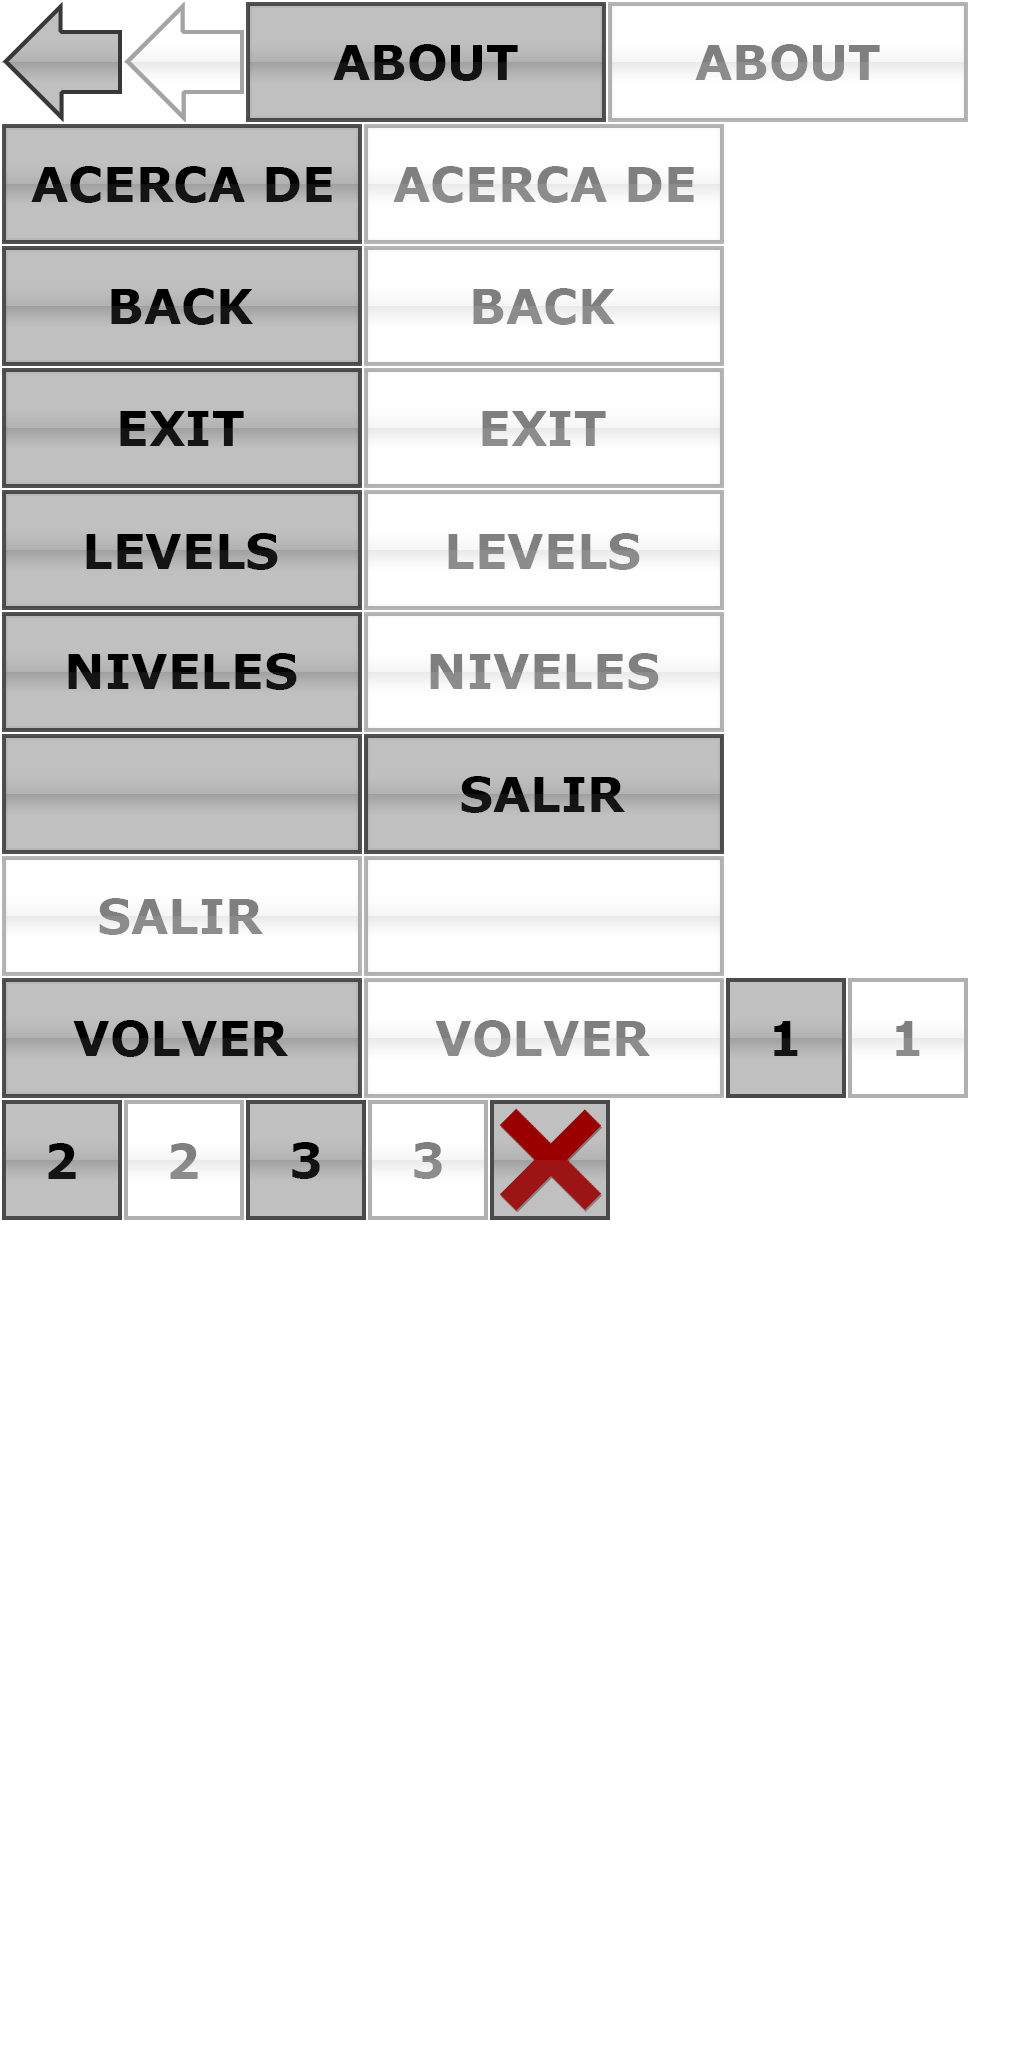 ABOUT ABOUT
ACERCA DE ACERCA DE
BACK BACK
EXIT EXIT
LEVELS LEVELS
NIVELES NIVELES
SALIR
SALIR
VOLVER VOLVER 1 1
2 2 3 3